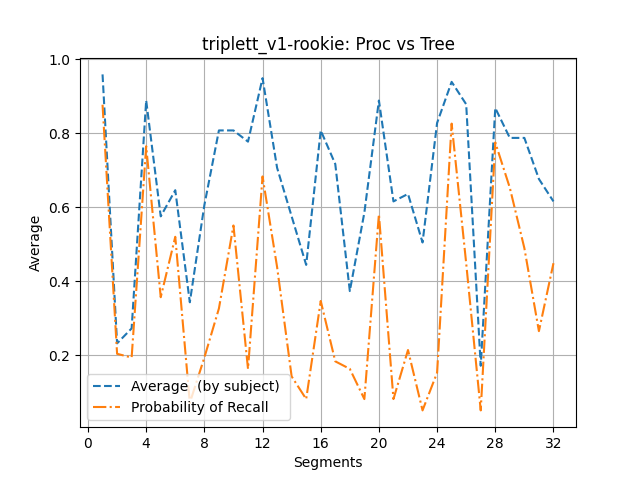 triplett_v1-rookie: Proc vs Tree
1.0
0.8
0.6
0.4
0.2
Average
Average  (by subject)
Probability of Recall
0 4 8 12 16 20 24 28 32
Segments